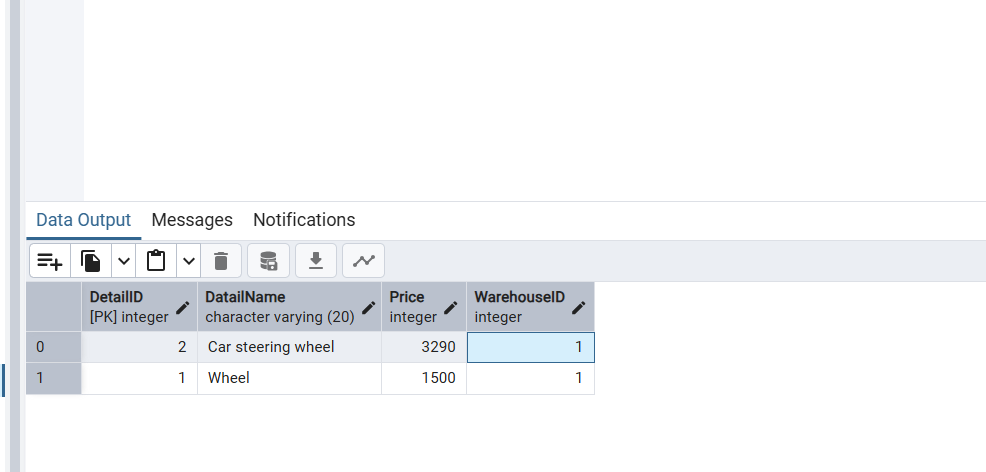 Data Output Messages Notifications
DetailID DatailName Price WarehouseID
[PK] integer character varying (20) integer integer
0 2 Car steering wheel 3290 1
1 1 Wheel 1500 1